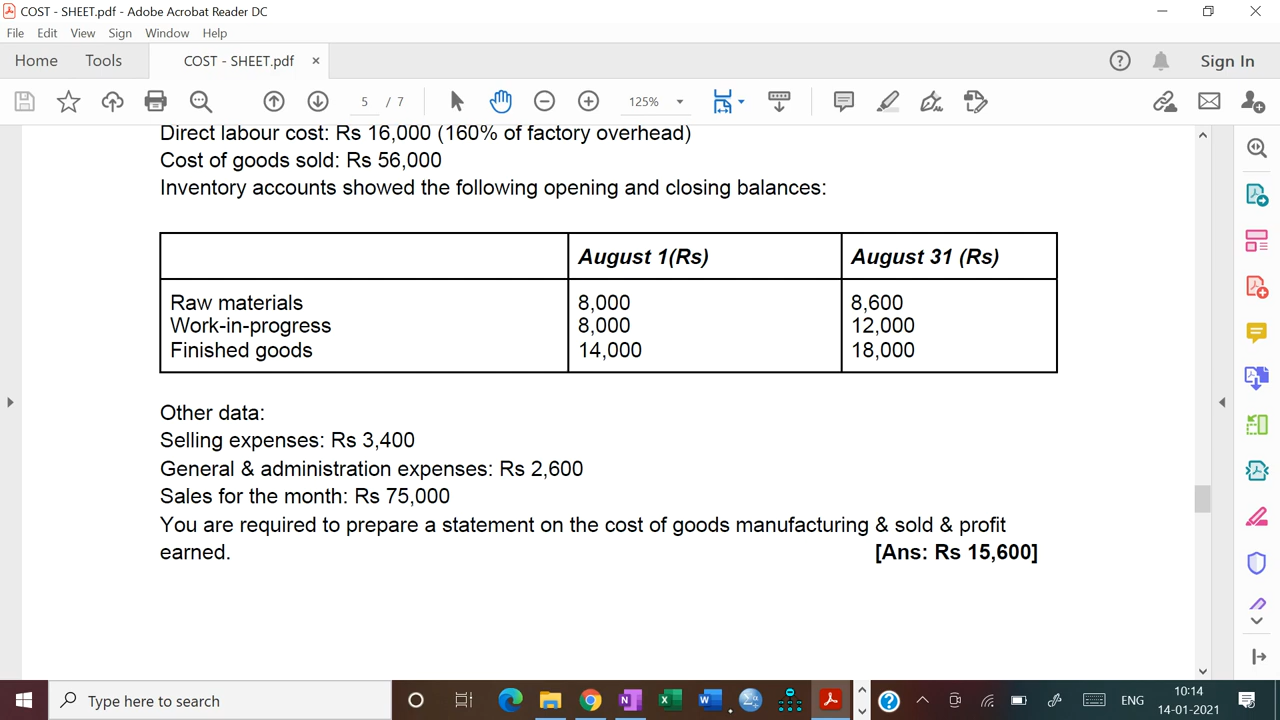 COST - SHEET.pdf - Adobe Acrobat Reader DC
File Edit View Sign Window Help
Home Tools COST - SHEET.pdf × Sign In
5 / 7 125%
Direct labour cost: Rs 16,000 (160% of factory overhead)
Cost of goods sold: Rs 56,000
Inventory accounts showed the following opening and closing balances:
August 1(Rs) August 31 (Rs)
Raw materials 8,000 8,600
Work-in-progress 8,000 12,000
Finished goods 14,000 18,000
Other data:
Selling expenses: Rs 3,400
General & administration expenses: Rs 2,600
Sales for the month: Rs 75,000
You are required to prepare a statement on the cost of goods manufacturing & sold & profit
earned. [Ans: Rs 15,600]
Type here to search ENG 10:14
14-01-2021